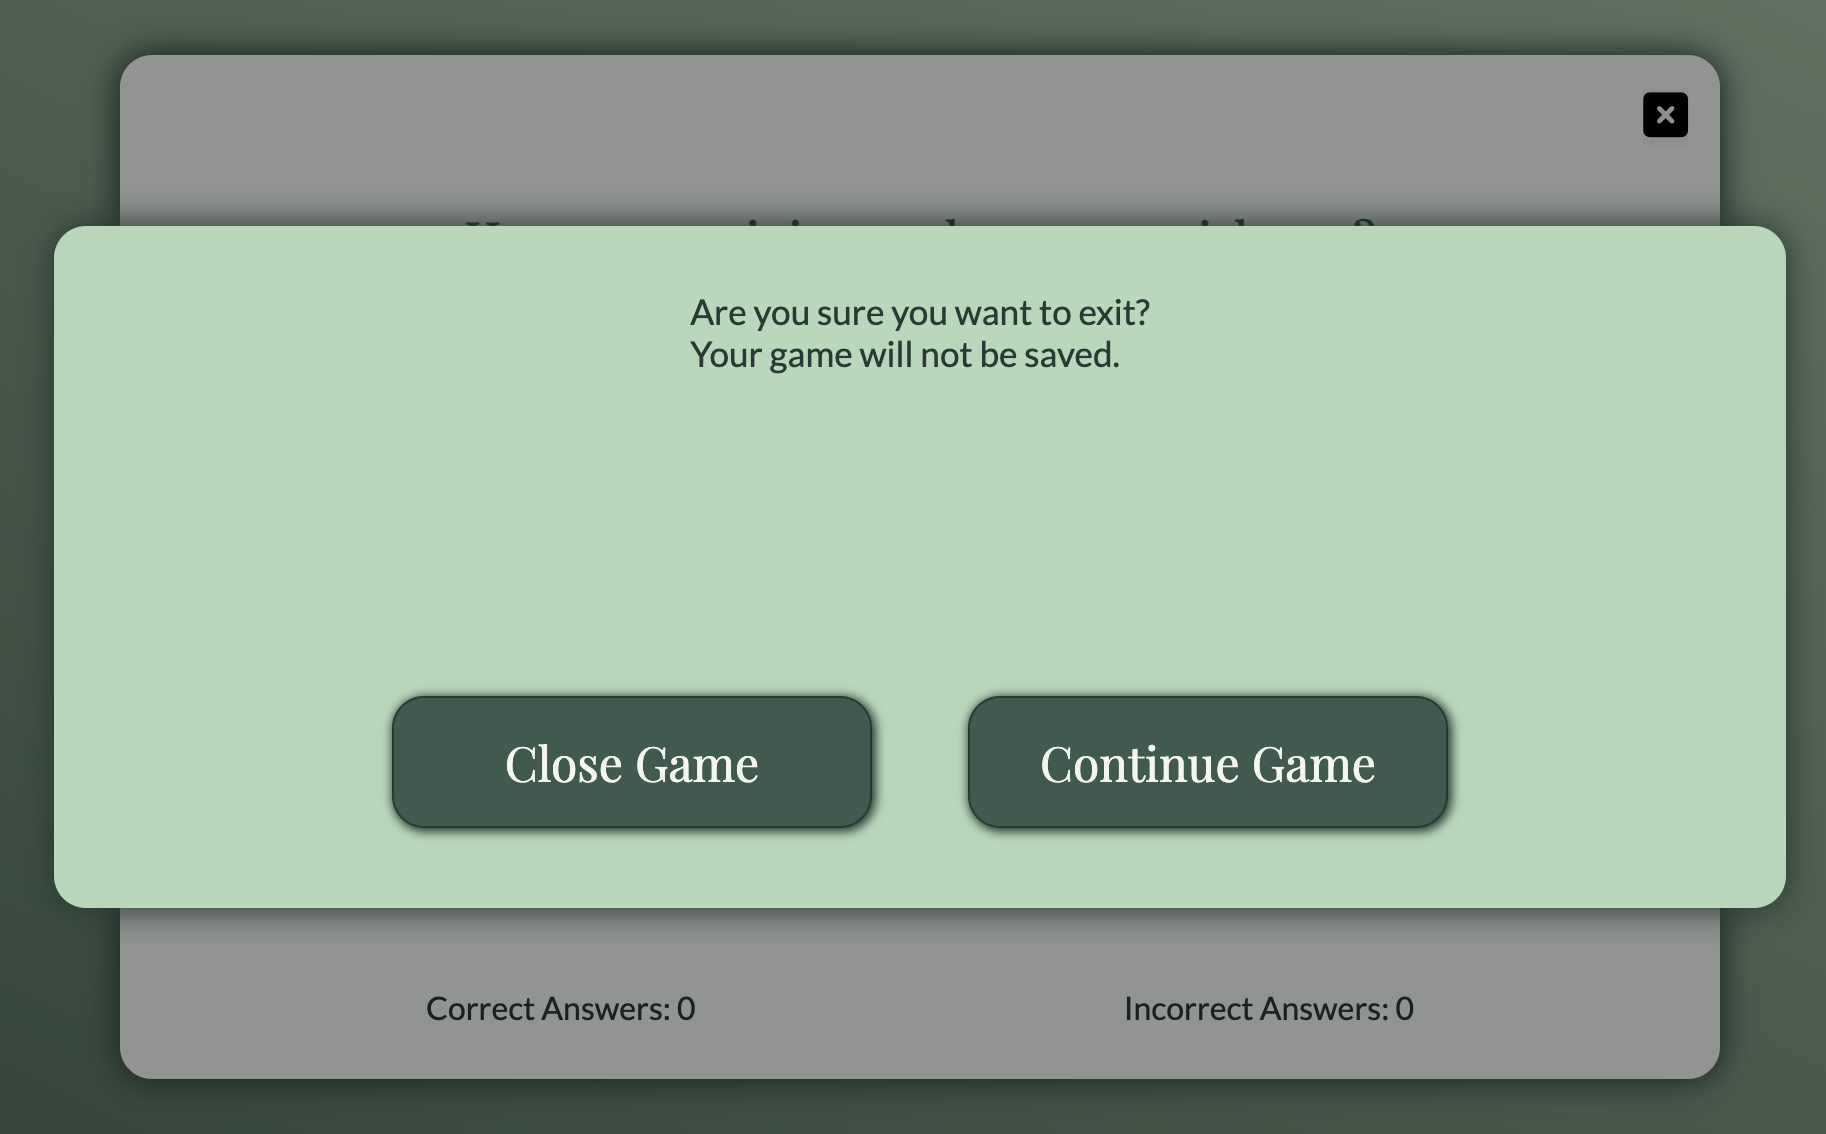 Are you sure you want to exit?
Your game will not be saved.
Close Game
Continue Game
Correct Answers: 0
Incorrect Answers: 0